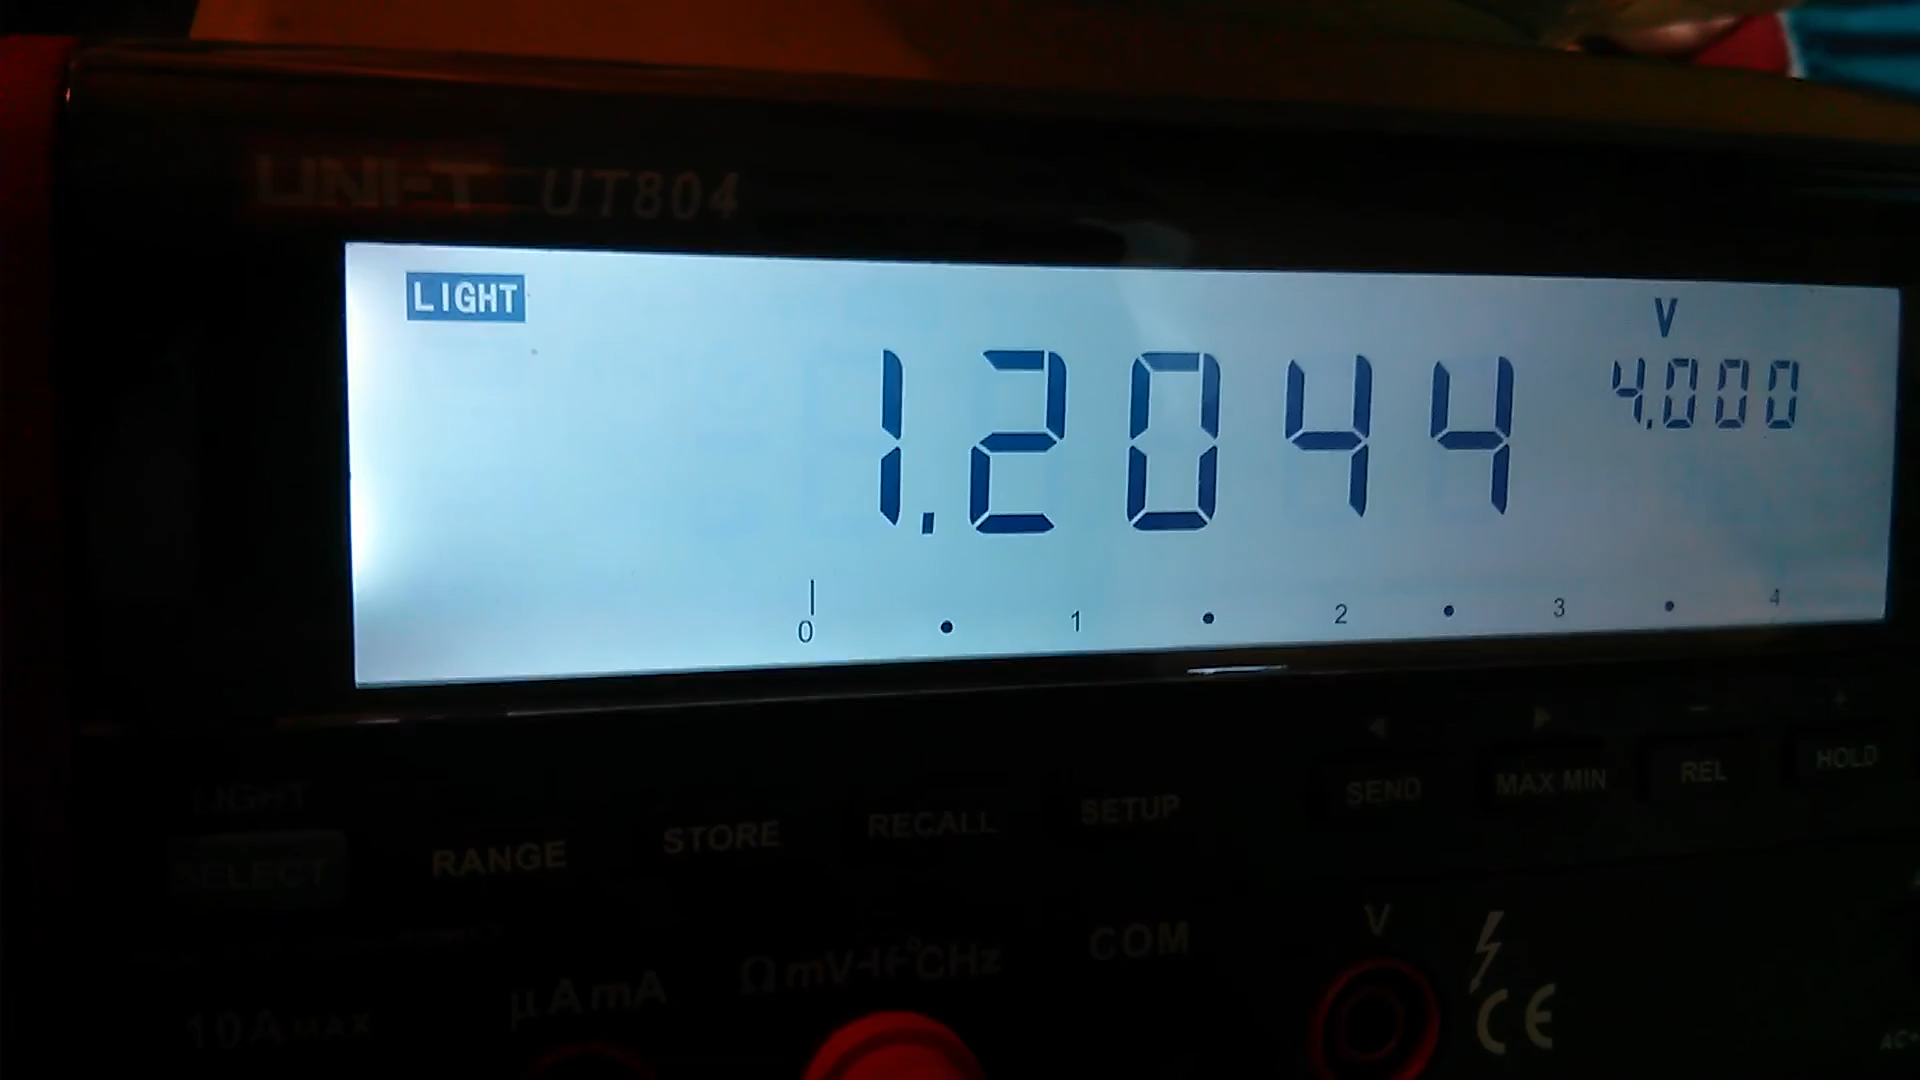 UNI-T UT804
LIGHT
V
1.2044 4.000
0 1 2 3 4
LIGHT
SELECT RANGE STORE RECALL SETUP SEND MAX MIN REL HOLD
10A MAX µAmA Ω mV °CHz COM V
CE